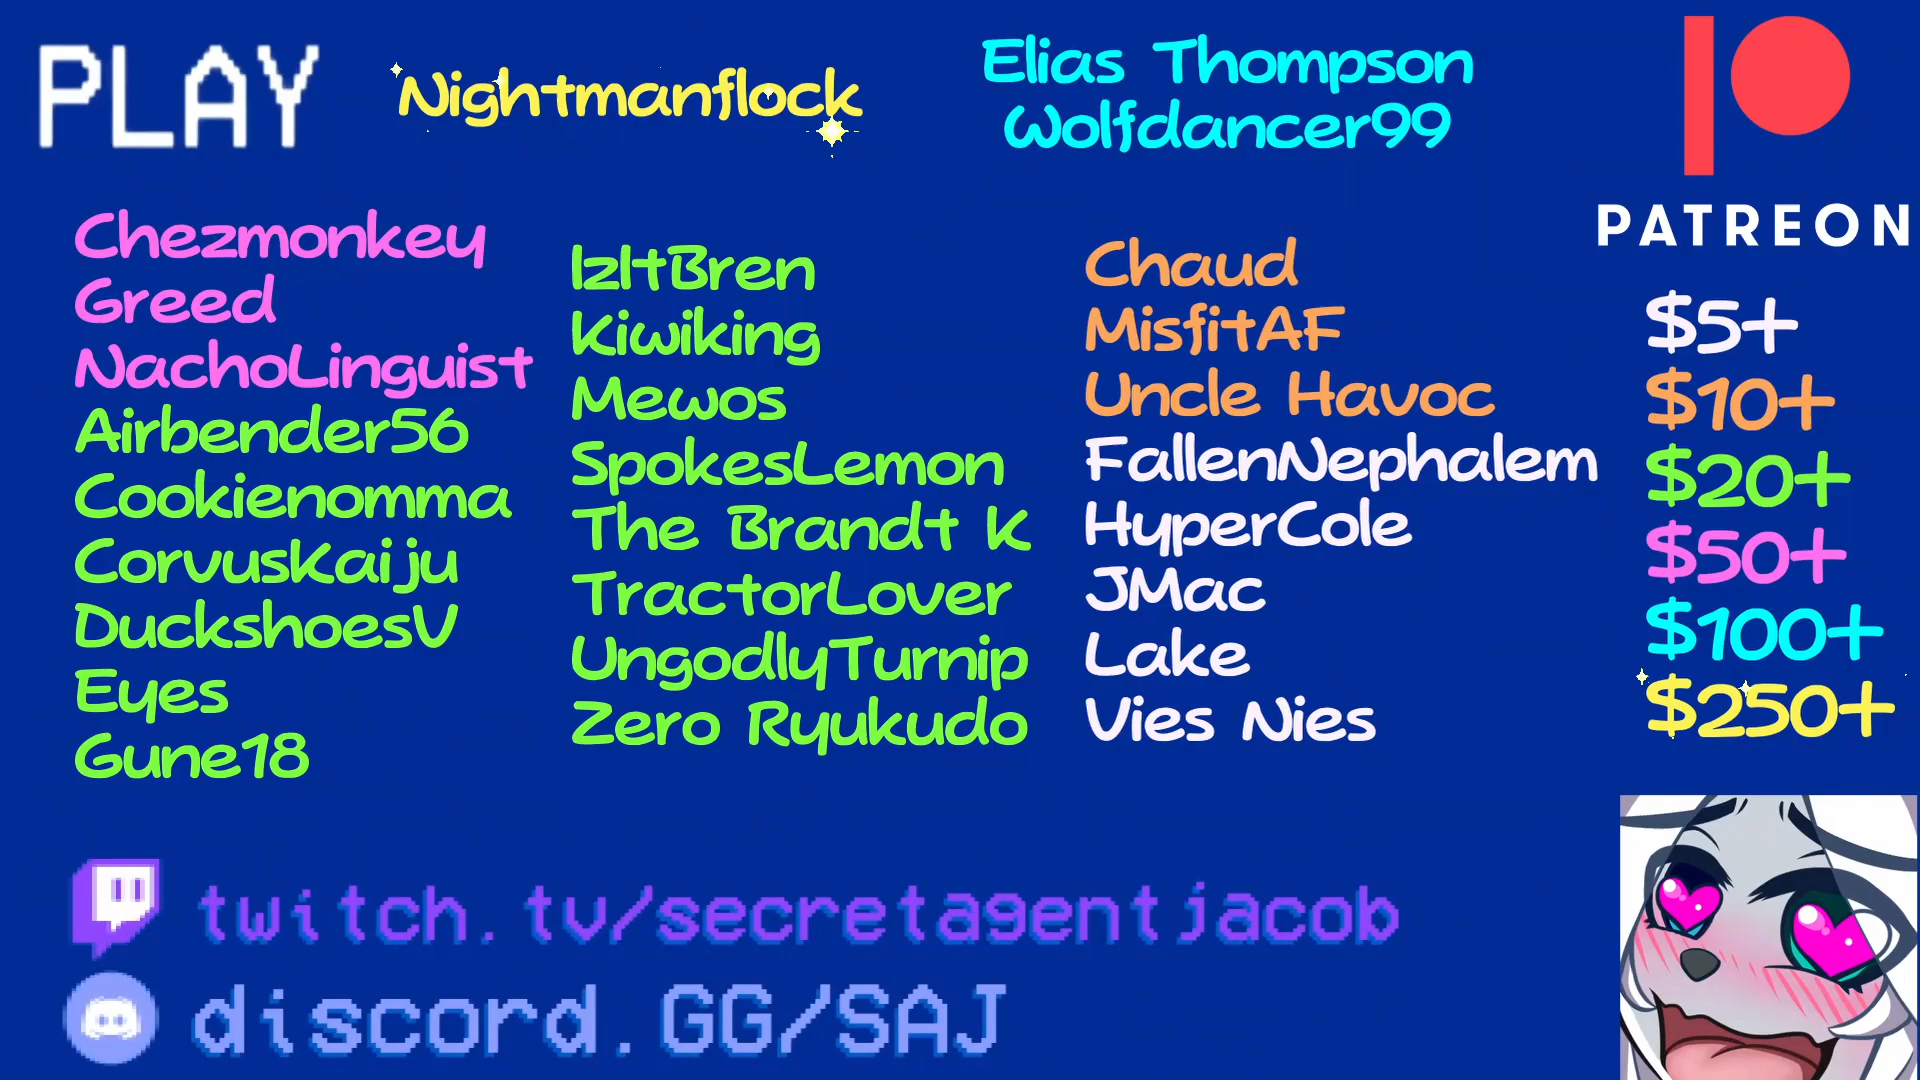 PLAY
Nightmanflock
Elias Thompson
Wolfdancer99
PATREON
Chezmonkey
Greed
NachoLinguist
Airbender56
Cookienomma
CorvusKaiju
DuckshoesV
Eyes
Gune18
IzItBren
Kiwiking
Mewos
SpokesLemon
The Brandt K
TractorLover
UngodlyTurnip
Zero Ryukudo
Chaud
MisfitAF
Uncle Havoc
FallenNephalem
HyperCole
JMac
Lake
Vies Nies
$5+
$10+
$20+
$50+
$100+
$250+
twitch.tv/secretagentjacob
discord.GG/SAJ